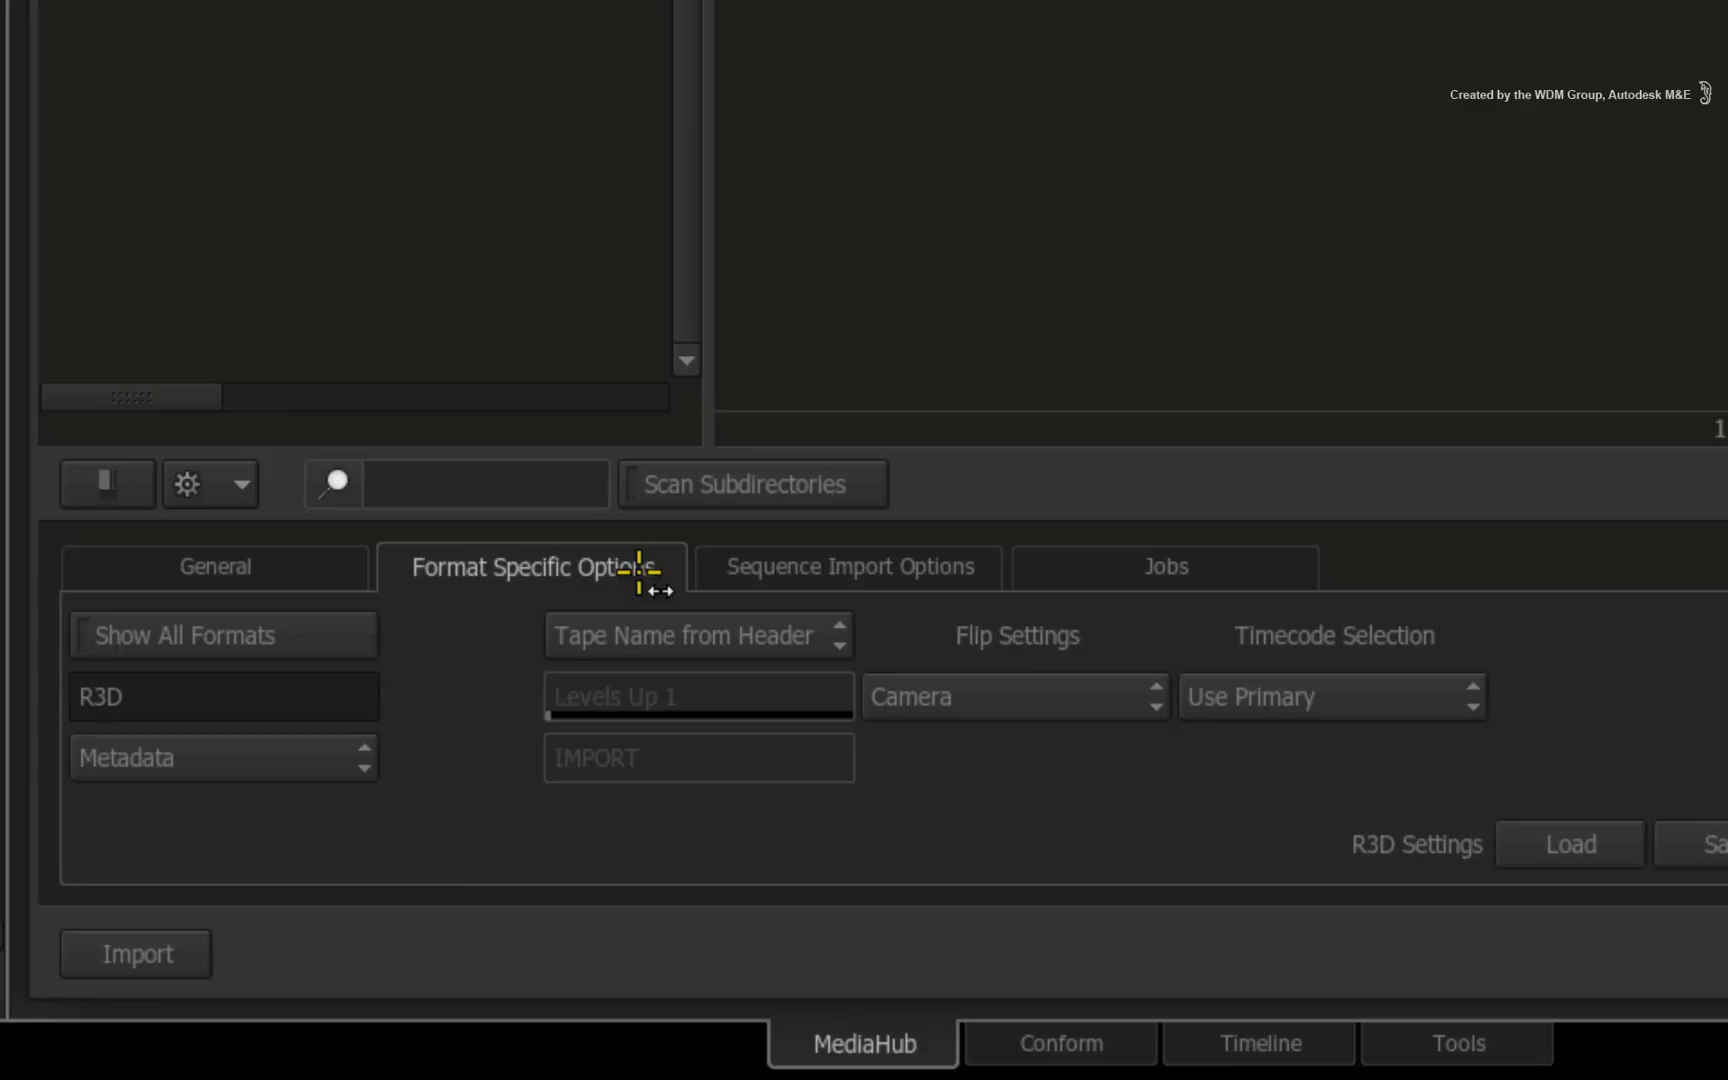 Created by the WDM Group, Autodesk M&E
1
Scan Subdirectories
General
Format Specific Options
Sequence Import Options
Jobs
Show All Formats
Tape Name from Header
Flip Settings
Timecode Selection
R3D
Levels Up 1
Camera
Use Primary
Metadata
IMPORT
R3D Settings
Load
Sa
Import
MediaHub
Conform
Timeline
Tools